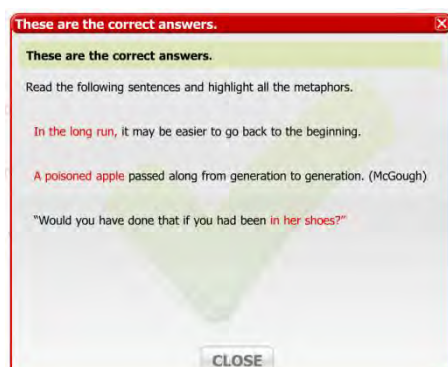 These are the correct answers.
These are the correct answers.
Read the following sentences and highlight all the metaphors.
In the long run, it may be easier to go back to the beginning.
A poisoned apple passed along from generation to generation. (McGough)
“Would you have done that if you had been in her shoes?”
CLOSE